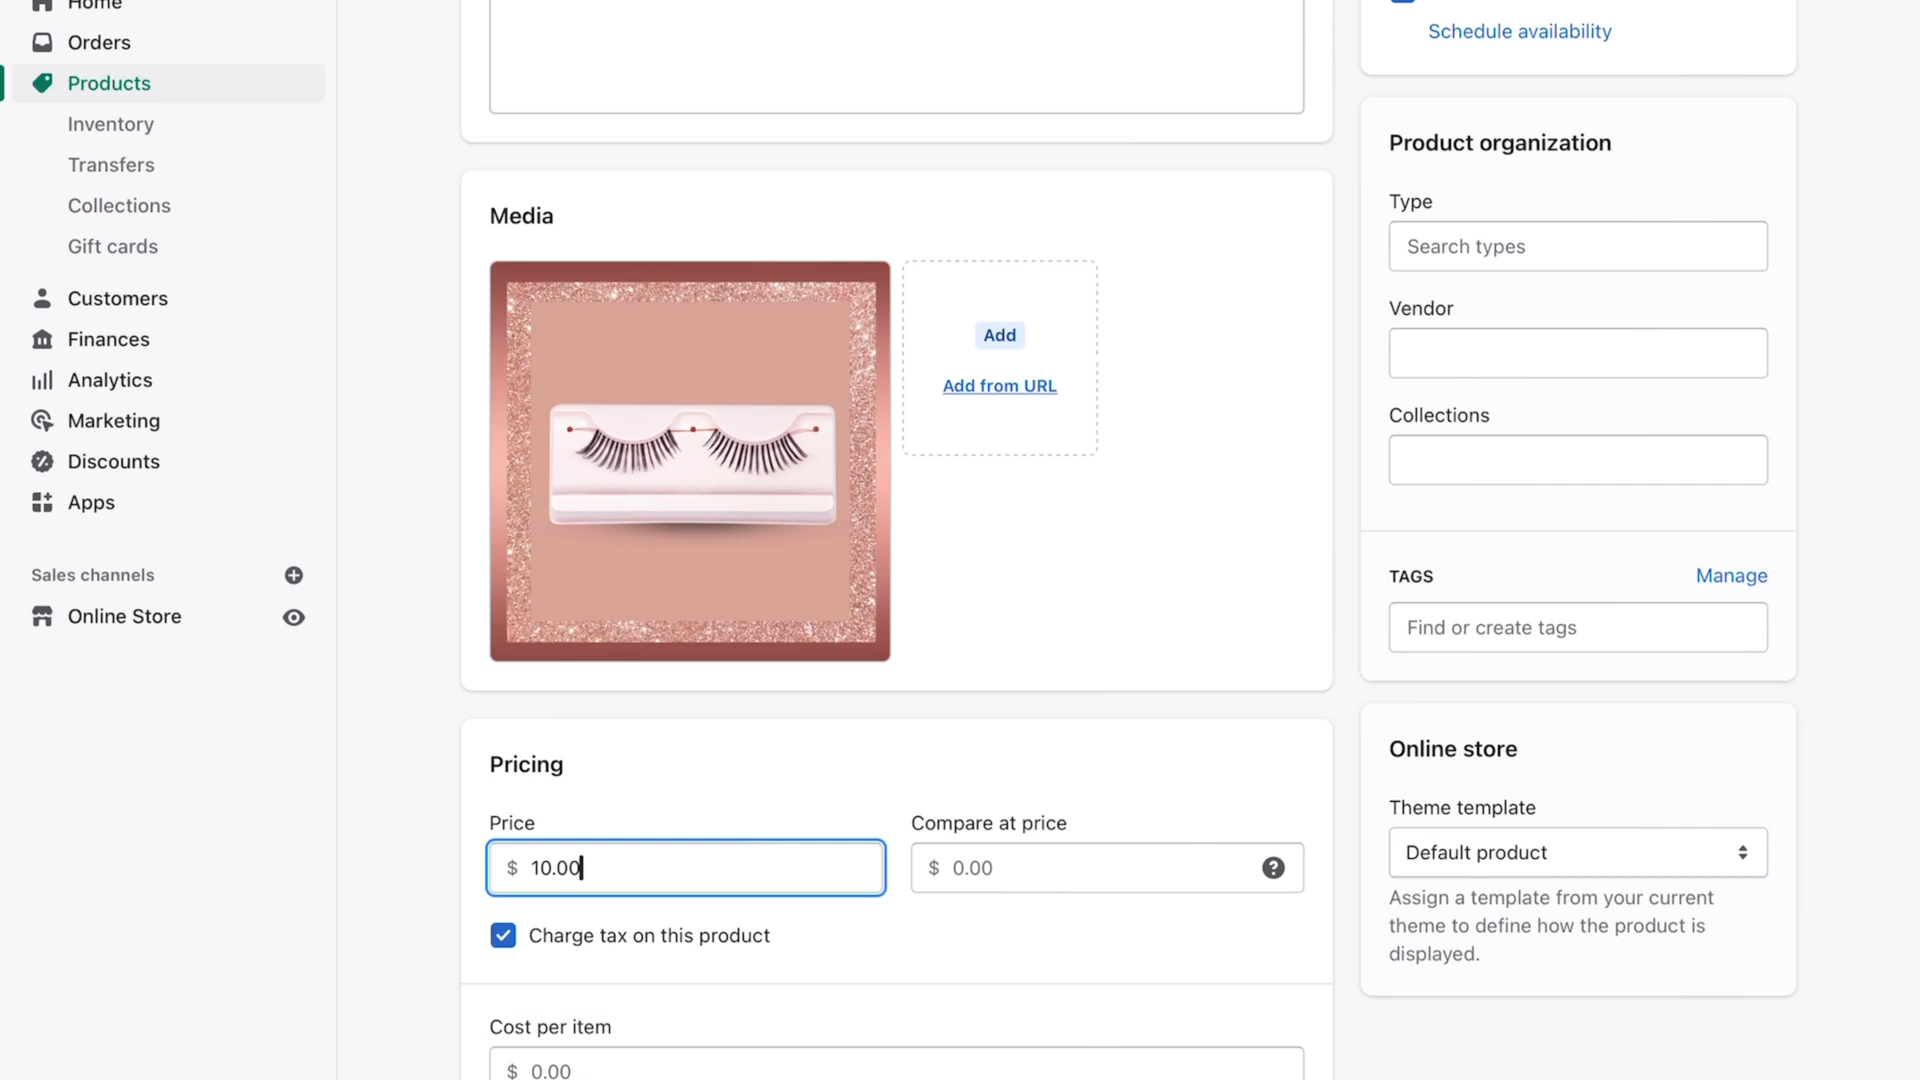 Home
Orders
Products
Inventory
Transfers
Collections
Gift cards
Customers
Finances
Analytics
Marketing
Discounts
Apps
Sales channels
Online Store
Media
Add
Add from URL
Pricing
Price
$ 10.00
Compare at price
$ 0.00
Charge tax on this product
Cost per item
$ 0.00
Schedule availability
Product organization
Type
Search types
Vendor
Collections
TAGS
Manage
Find or create tags
Online store
Theme template
Default product
Assign a template from your current
theme to define how the product is
displayed.